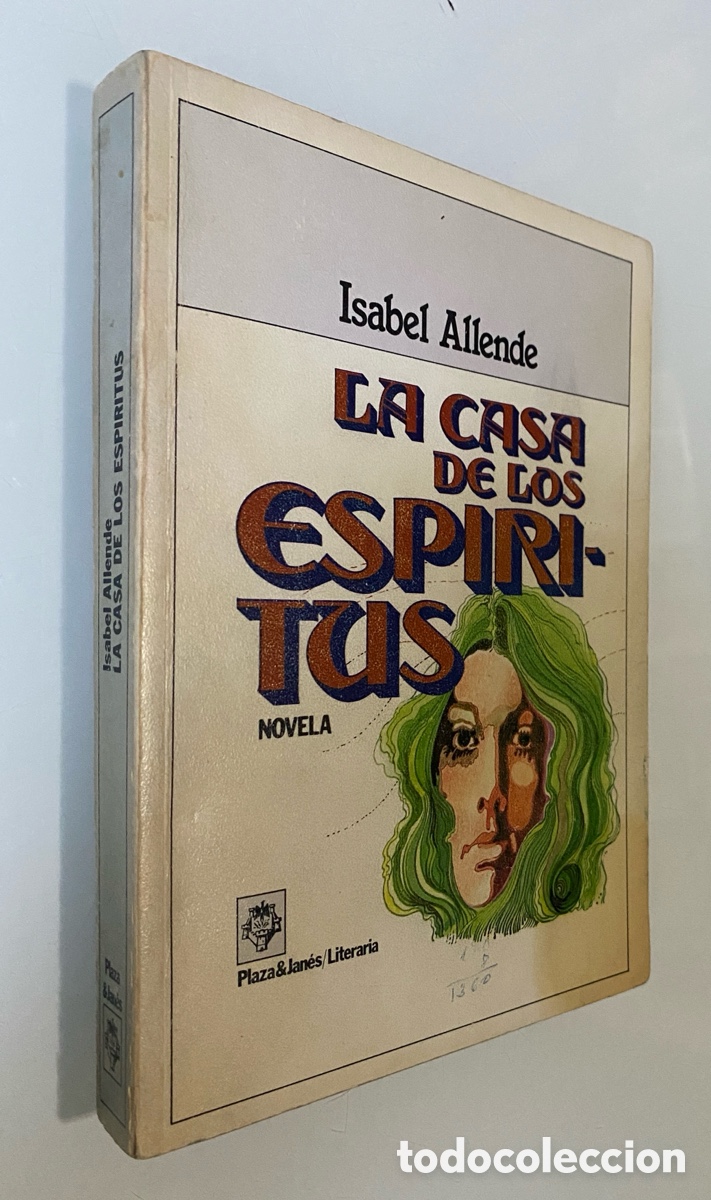 Isabel Allende
LA CASA
DE LOS
ESPIRI-
TUS
NOVELA
Plaza&Janés/Literaria
1360
Isabel Allende
LA CASA DE LOS ESPIRITUS
Plaza
&Janés
todocoleccion